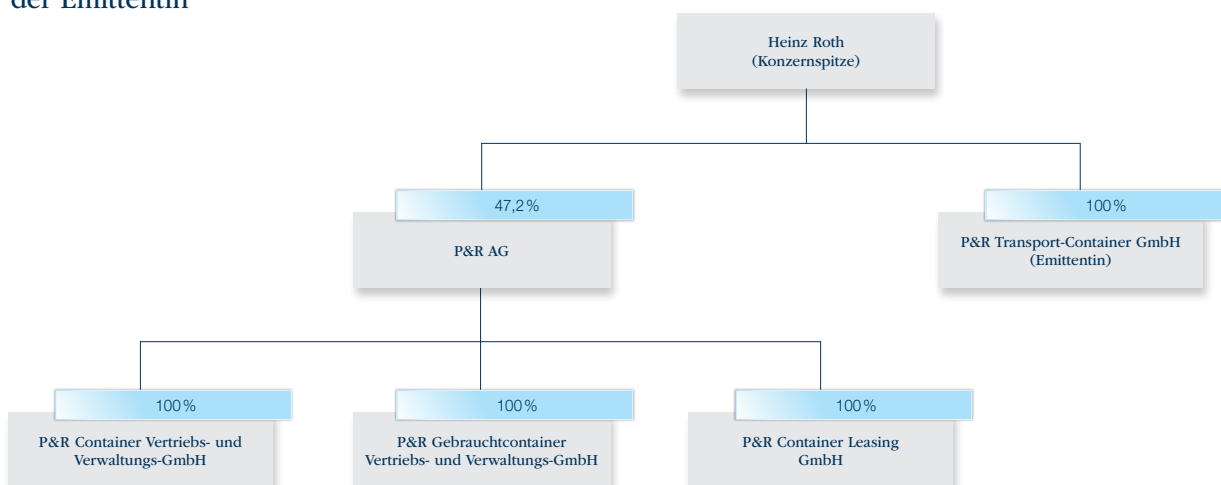 der Emittentin
Heinz Roth
(Konzernspitze)
47,2 %
100 %
P&R AG
P&R Transport-Container GmbH
(Emittentin)
100 %
100 %
100 %
P&R Container Vertriebs- und
Verwaltungs-GmbH
P&R Gebrauchtcontainer
Vertriebs- und Verwaltungs-GmbH
P&R Container Leasing
GmbH